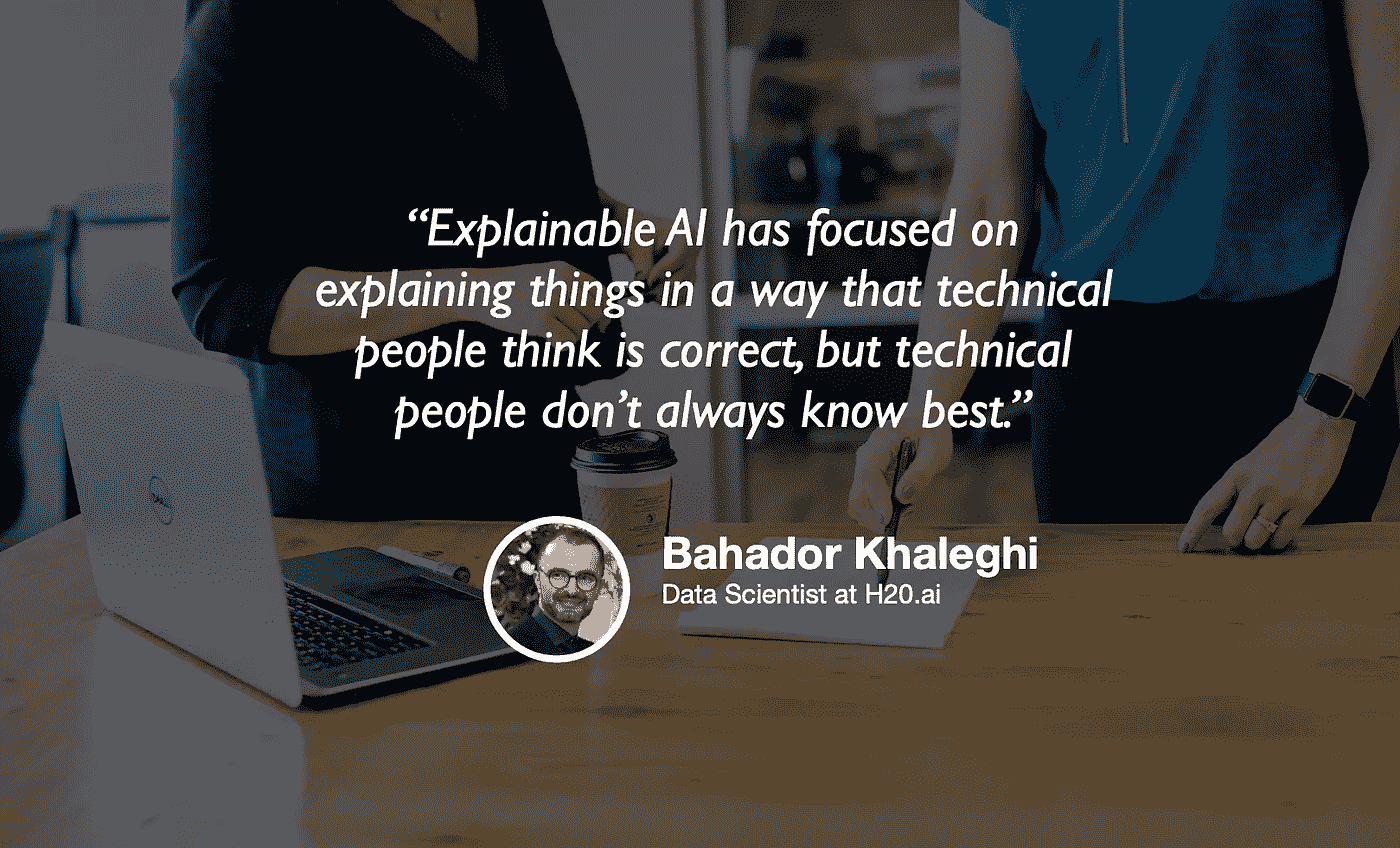 “Explainable AI has focused on
explaining things in a way that technical
people think is correct, but technical
people don’t always know best.”
Bahador Khaleghi
Data Scientist at H20.ai